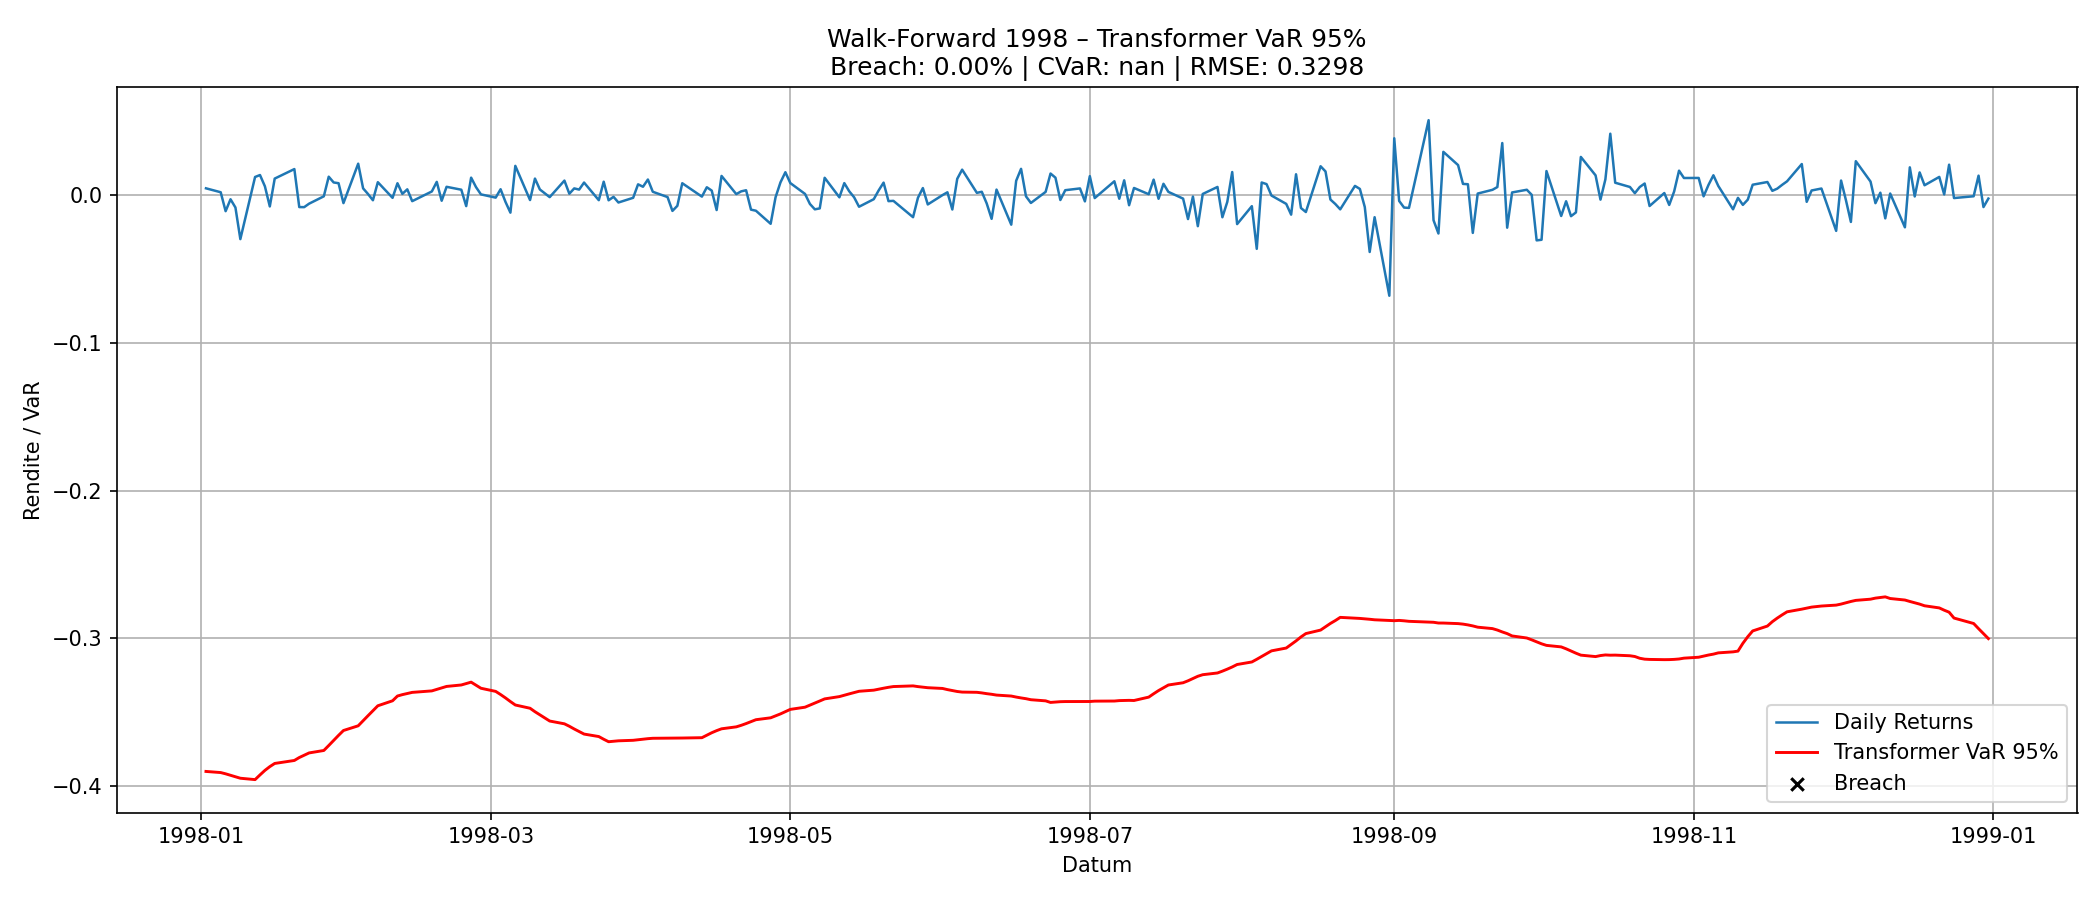 Walk-Forward 1998 – Transformer VaR 95%
Breach: 0.00% | CVaR: nan | RMSE: 0.3298
Rendite / VaR
0.0
−0.1
−0.2
−0.3
−0.4
Daily Returns
Transformer VaR 95%
Breach
1998-01 1998-03 1998-05 1998-07 1998-09 1998-11 1999-01
Datum